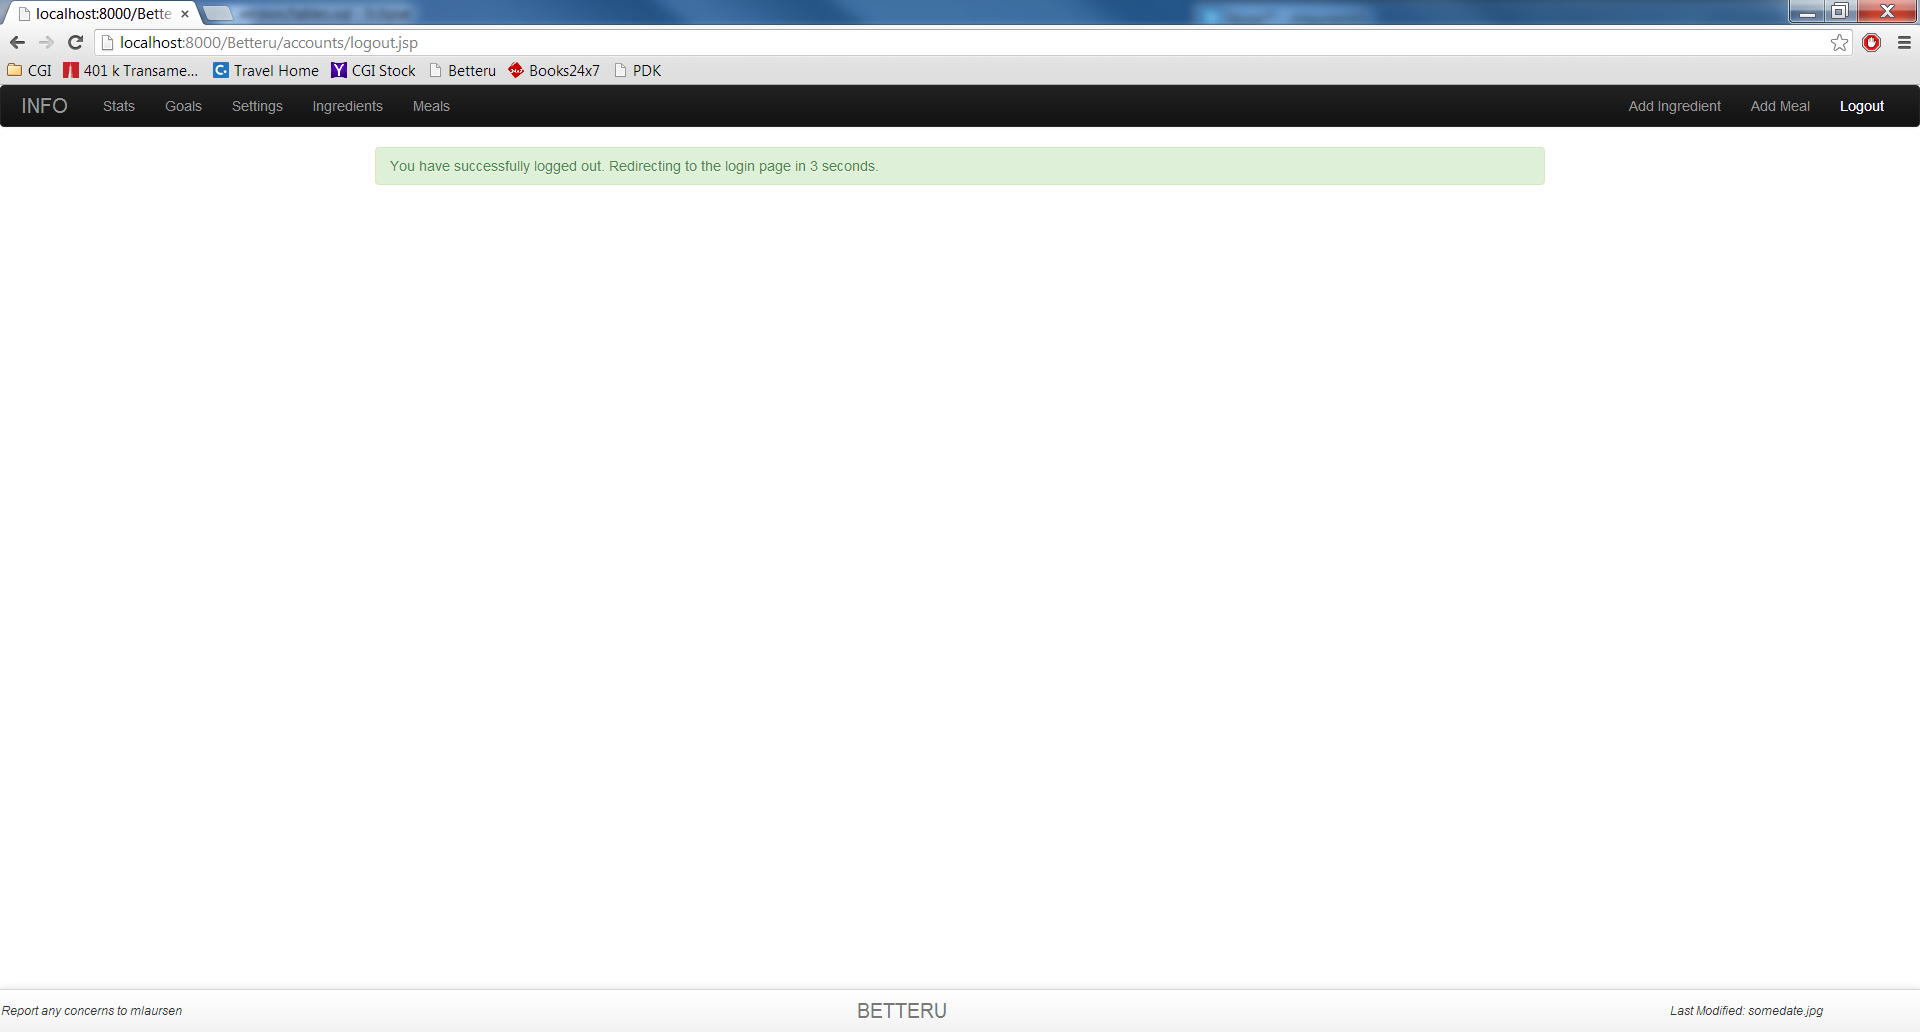 localhost:8000/Bette
localhost:8000/Betteru/accounts/logout.jsp
CGI 401 k Transame... Travel Home CGI Stock Betteru Books24x7 PDK
INFO Stats Goals Settings Ingredients Meals Add Ingredient Add Meal Logout
You have successfully logged out. Redirecting to the login page in 3 seconds.
Report any concerns to mlaursen BETTERU Last Modified: somedate.jpg